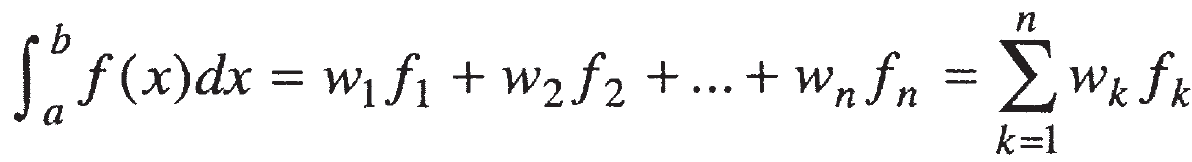 ∫_a^b f(x)dx = w_1 f_1 + w_2 f_2 + ... + w_n f_n = ∑_{k=1}^n w_k f_k